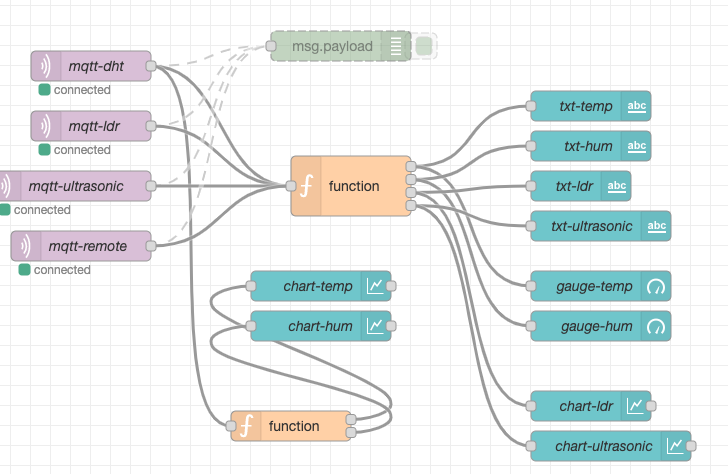 msg.payload
mqtt-dht
connected
mqtt-ldr
connected
mqtt-ultrasonic
connected
mqtt-remote
connected
function
txt-temp
abc
txt-hum
abc
txt-ldr
abc
txt-ultrasonic
abc
gauge-temp
gauge-hum
chart-temp
chart-hum
function
chart-ldr
chart-ultrasonic